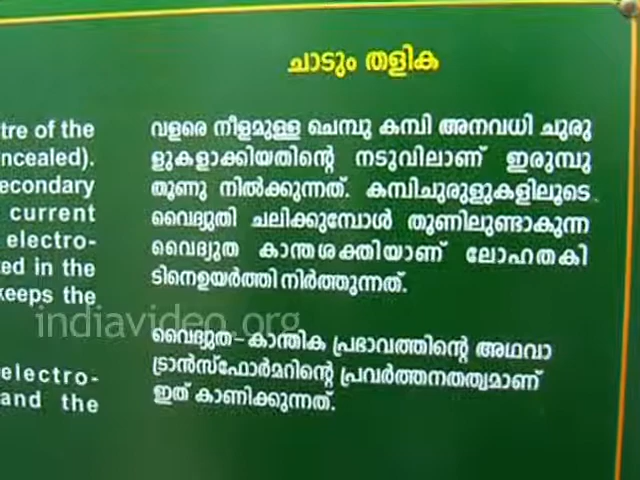 ചാടും തളിക
tre of the
ncealed).
econdary
current
electro-
ed in the
keeps the
electro-
and the
വളരെ നീളമുള്ള ചെമ്പു കമ്പി അനവധി ചുരു
ളുകളാക്കിയതിന്റെ നടുവിലാണ് ഇരുമ്പു
തൂണു നിൽക്കുന്നത്. കമ്പിചുരുളുകളിലൂടെ
വൈദ്യുതി ചലിക്കുമ്പോൾ തൂണിലുണ്ടാകുന്ന
വൈദ്യുത കാന്തശക്തിയാണ് ലോഹതകി
ടിനെഉയർത്തി നിർത്തുന്നത്.
വൈദ്യുത-കാന്തിക പ്രഭാവത്തിന്റെ അഥവാ
ട്രാൻസ്ഫോർമറിന്റെ പ്രവർത്തനതത്വമാണ്
ഇത് കാണിക്കുന്നത്.
indiavideo.org